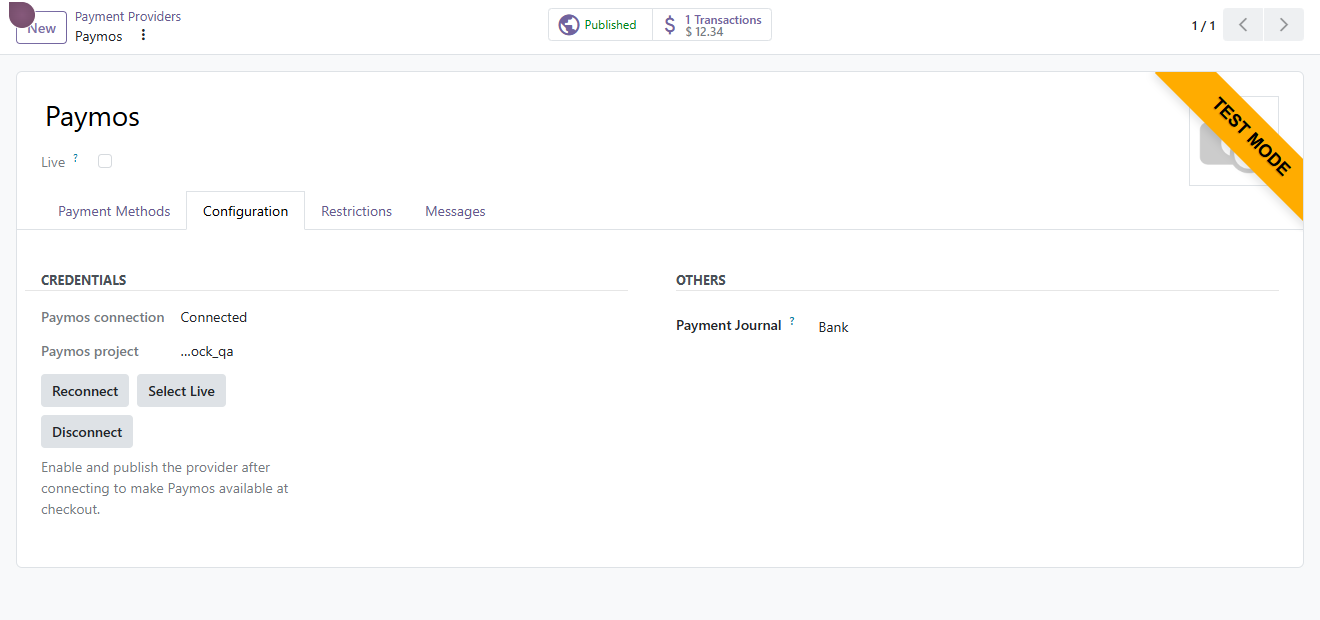 New
Payment Providers
Paymos
Published
1 Transactions
$ 12.34
1 / 1
Paymos
TEST MODE
Live ?
Payment Methods
Configuration
Restrictions
Messages
CREDENTIALS
Paymos connection Connected
Paymos project ...ock_qa
Reconnect
Select Live
Disconnect
Enable and publish the provider after
connecting to make Paymos available at
checkout.
OTHERS
Payment Journal ? Bank